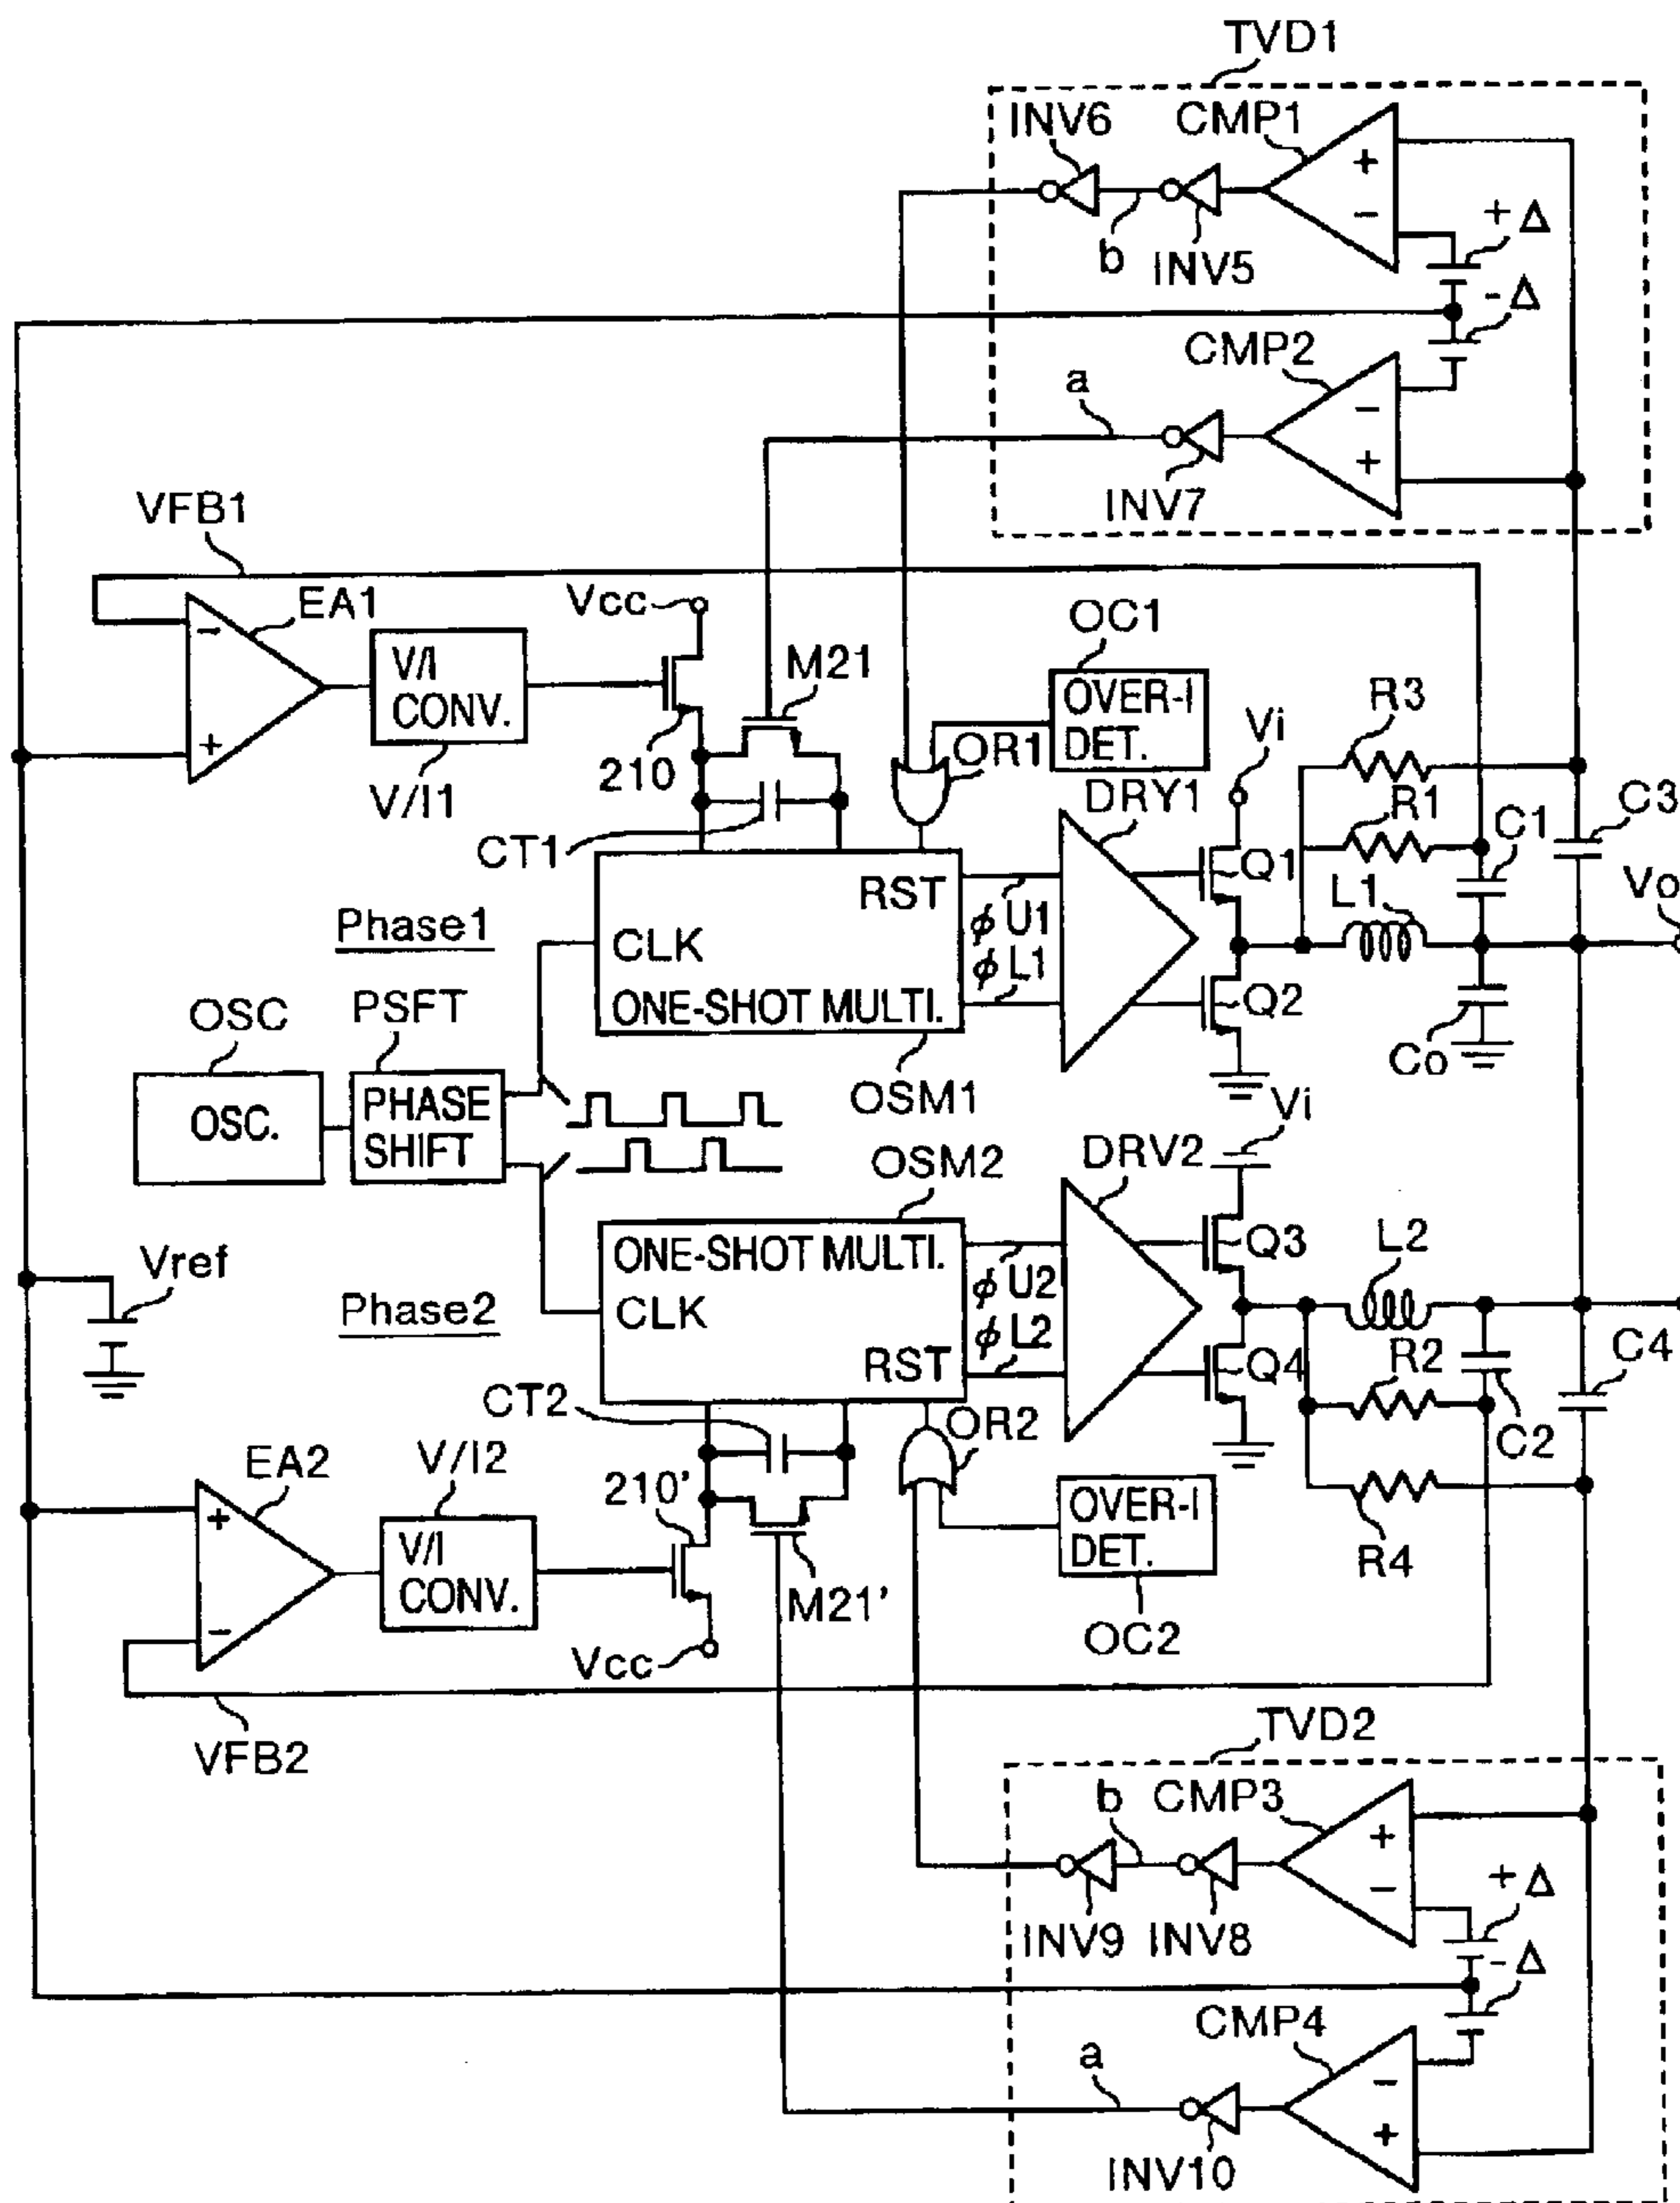 TVD1
INV6
CMP1
+
−
+Δ
-Δ
b
INV5
CMP2
a
−
+
INV7
VFB1
EA1
−
+
V/I
CONV.
V/I1
Vcc
210
M21
CT1
OC1
OVER-I
DET.
OR1
DRY1
Vi
R3
R1
C1
C3
Vo
L1
Q1
Q2
Co
RST
CLK
ONE-SHOT MULTI.
φU1
φL1
Phase1
OSM1
OSC
OSC.
PSFT
PHASE
SHIFT
Vref
Phase2
OSM2
ONE-SHOT MULTI.
CLK
RST
φU2
φL2
DRV2
Vi
Q3
Q4
L2
R2
C2
C4
R4
CT2
OR2
OVER-I
DET.
OC2
EA2
+
−
V/I2
V/I
CONV.
210'
M21'
Vcc
VFB2
TVD2
b
CMP3
+
−
INV9
INV8
+Δ
-Δ
CMP4
a
−
+
INV10